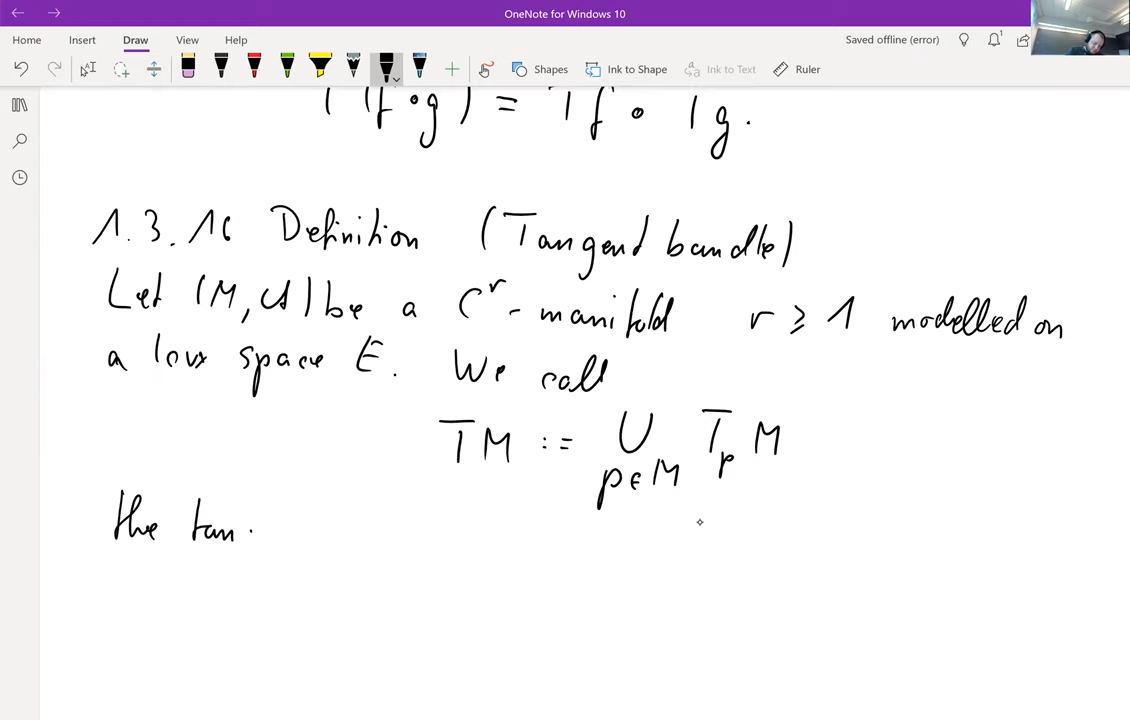 OneNote for Windows 10
Home Insert Draw View Help Saved offline (error) 1
Shapes Ink to Shape Ink to Text Ruler
T(f∘g) = Tf ∘ Tg.
1.3.16 Definition (Tangent bundle)
Let (M, A) be a C^r-manifold r ≥ 1 modelled on
a lcvx space E. We call
TM := ∪_{p∈M} T_p M
the tan.